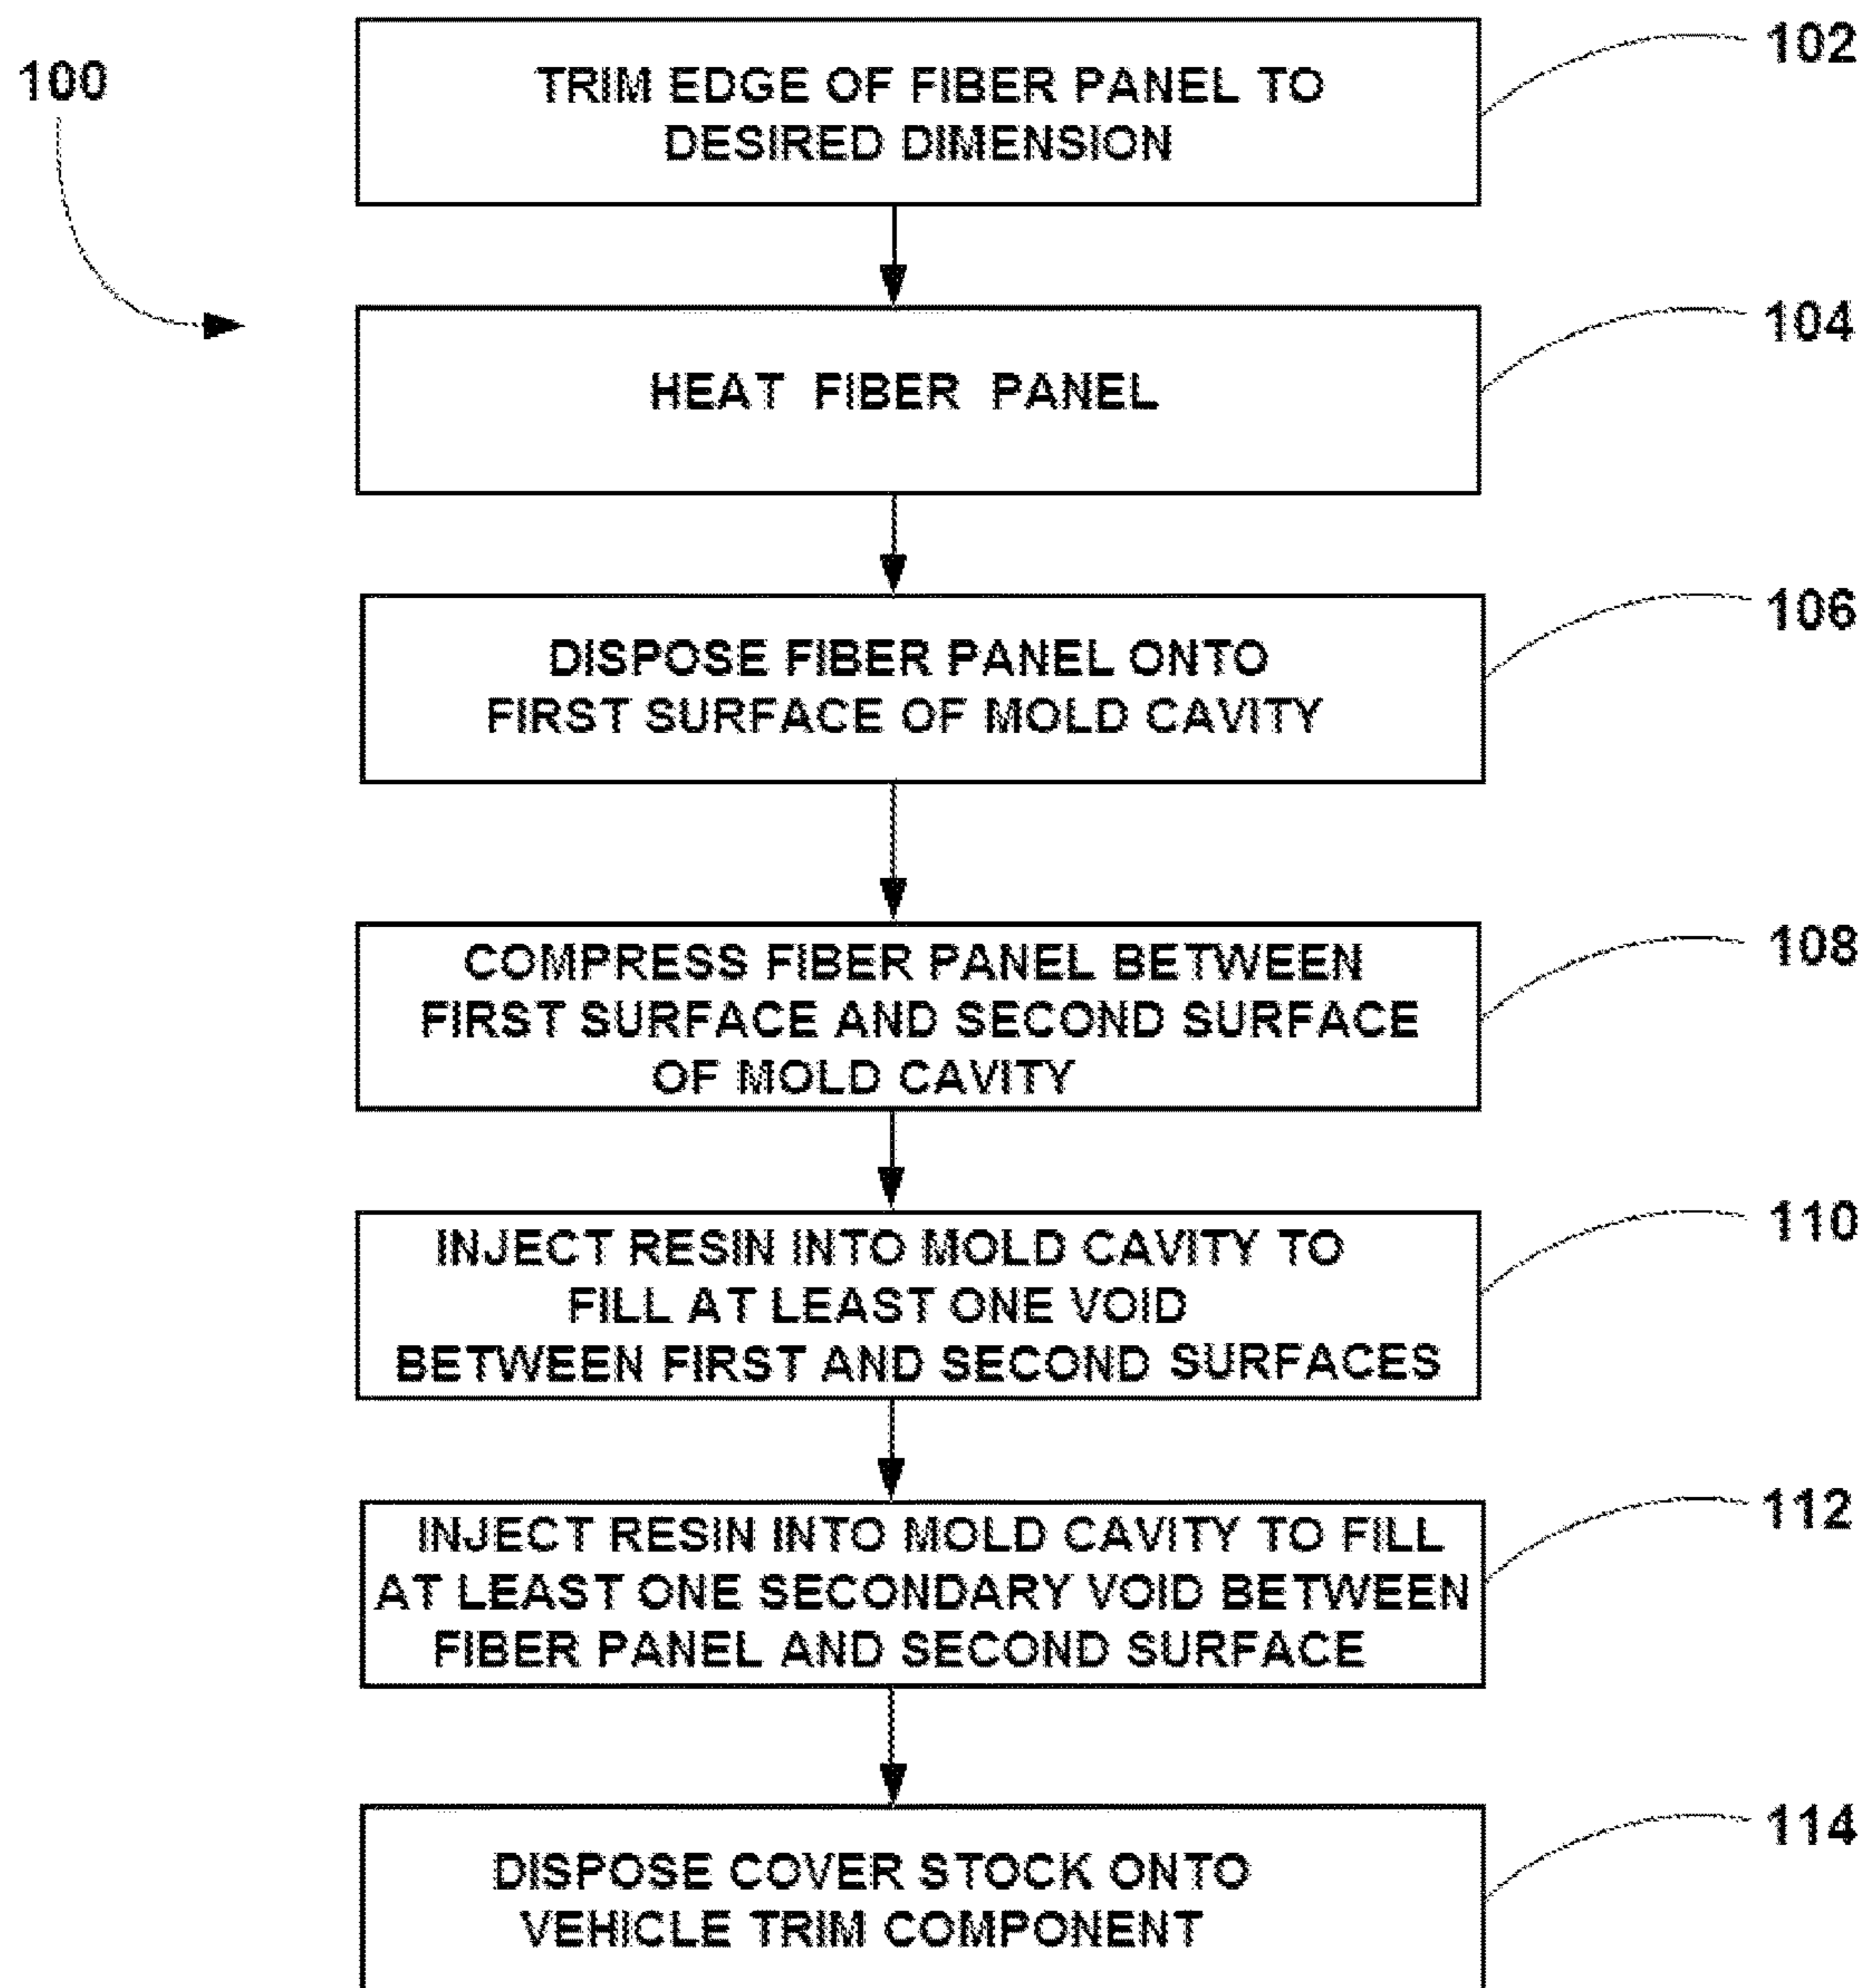 100
TRIM EDGE OF FIBER PANEL TO
DESIRED DIMENSION
102
HEAT FIBER PANEL
104
DISPOSE FIBER PANEL ONTO
FIRST SURFACE OF MOLD CAVITY
106
COMPRESS FIBER PANEL BETWEEN
FIRST SURFACE AND SECOND SURFACE
OF MOLD CAVITY
108
INJECT RESIN INTO MOLD CAVITY TO
FILL AT LEAST ONE VOID
BETWEEN FIRST AND SECOND SURFACES
110
INJECT RESIN INTO MOLD CAVITY TO FILL
AT LEAST ONE SECONDARY VOID BETWEEN
FIBER PANEL AND SECOND SURFACE
112
DISPOSE COVER STOCK ONTO
VEHICLE TRIM COMPONENT
114